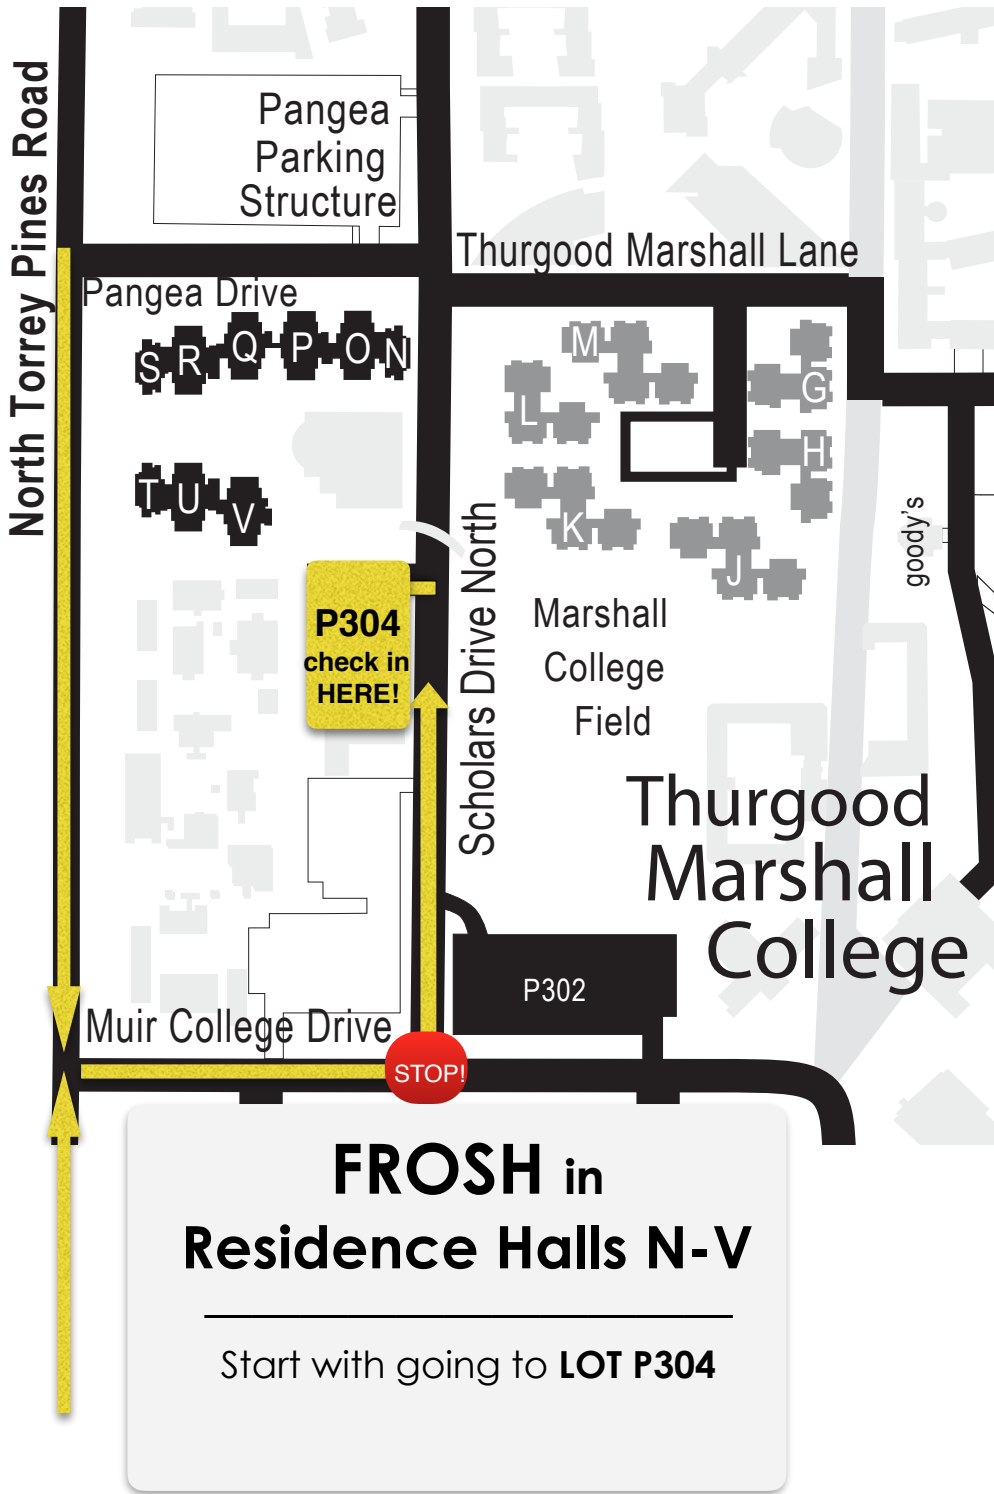 North Torrey Pines Road
Pangea
Parking
Structure
Thurgood Marshall Lane
Pangea Drive
S R Q P O N
M
G
L
H
T U V
K
J
goody's
Scholars Drive North
P304
check in
HERE!
Marshall
College
Field
Thurgood
Marshall
College
P302
Muir College Drive
STOP!
FROSH in
Residence Halls N-V
Start with going to LOT P304